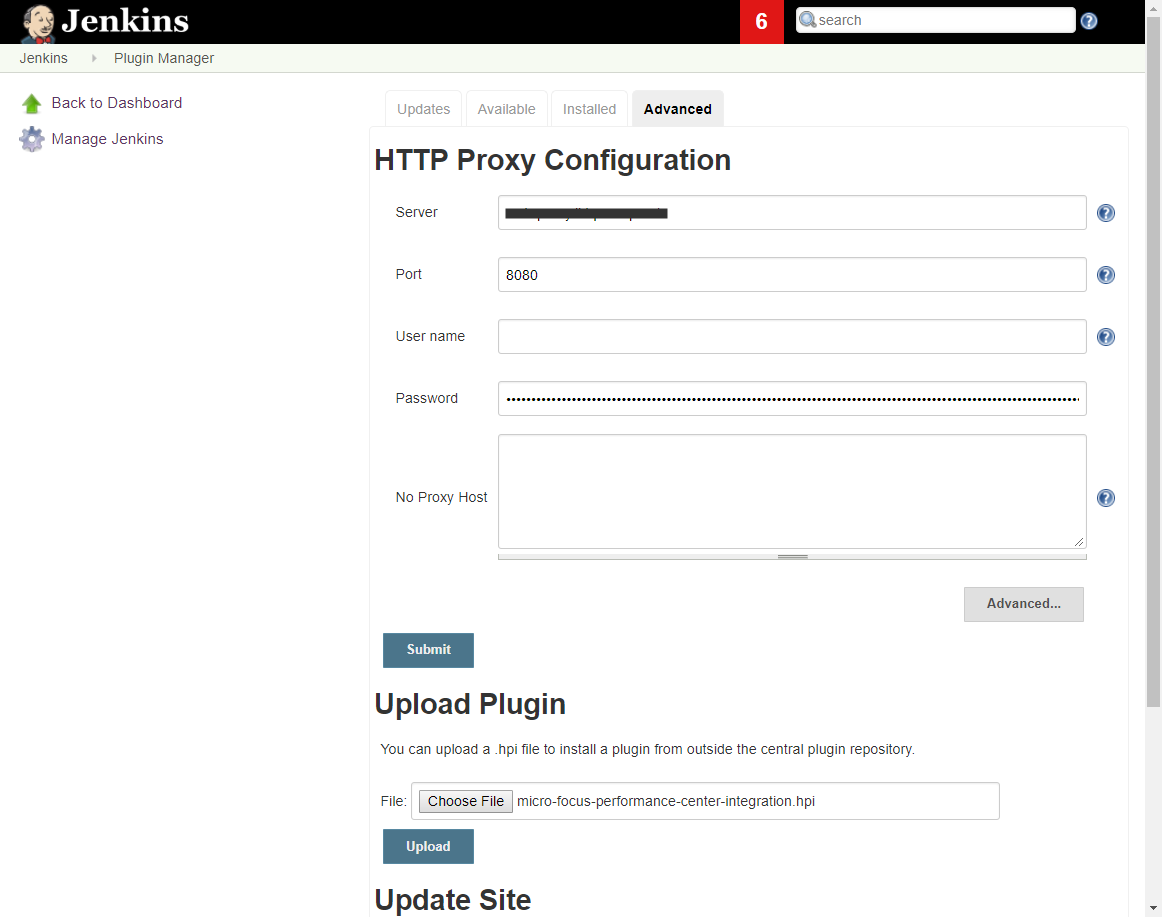 Jenkins
6
search
Jenkins
Plugin Manager
Back to Dashboard
Manage Jenkins
Updates
Available
Installed
Advanced
HTTP Proxy Configuration
Server
Port
8080
User name
Password
No Proxy Host
Advanced...
Submit
Upload Plugin
You can upload a .hpi file to install a plugin from outside the central plugin repository.
File: Choose File micro-focus-performance-center-integration.hpi
Upload
Update Site